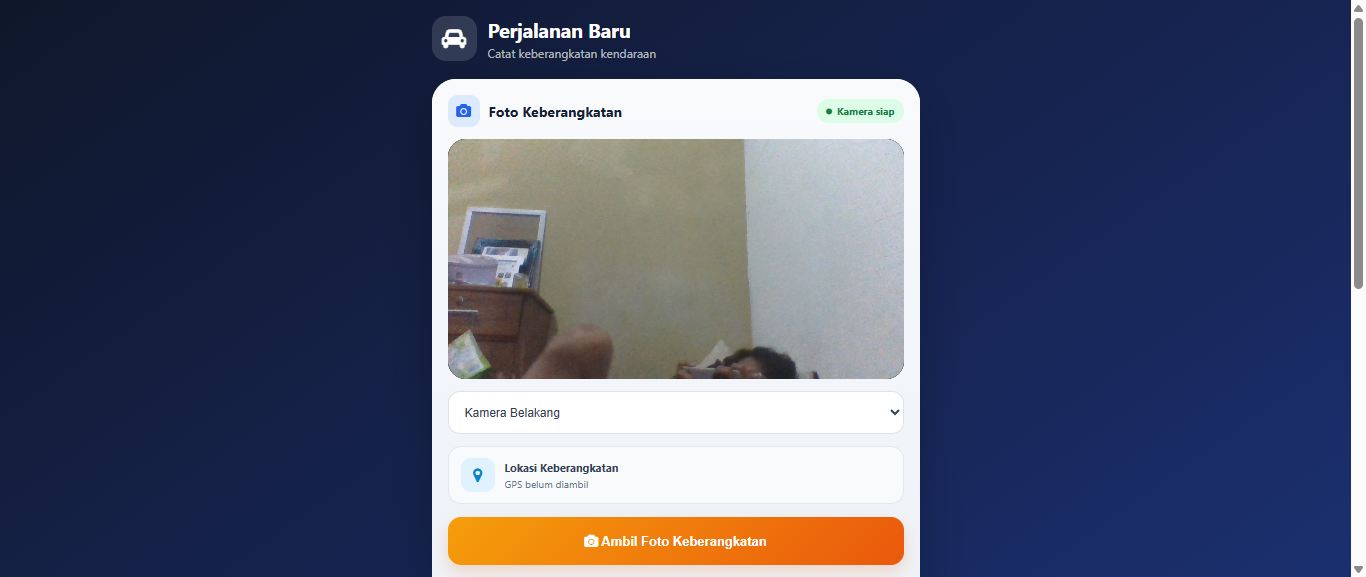 Perjalanan Baru
Catat keberangkatan kendaraan
Foto Keberangkatan
Kamera siap
Kamera Belakang
Lokasi Keberangkatan
GPS belum diambil
Ambil Foto Keberangkatan